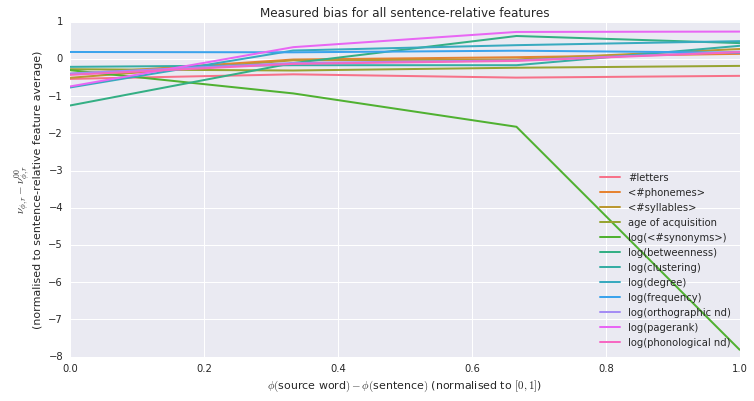 Measured bias for all sentence-relative features
1
0
−1
−2
−3
−4
−5
−6
−7
−8
0.0 0.2 0.4 0.6 0.8 1.0
ν_{ϕ,r} − ν_{ϕ,r}^{00}
(normalised to sentence-relative feature average)
ϕ(source word) − ϕ(sentence) (normalised to [0, 1])
#letters
<#phonemes>
<#syllables>
age of acquisition
log(<#synonyms>)
log(betweenness)
log(clustering)
log(degree)
log(frequency)
log(orthographic nd)
log(pagerank)
log(phonological nd)